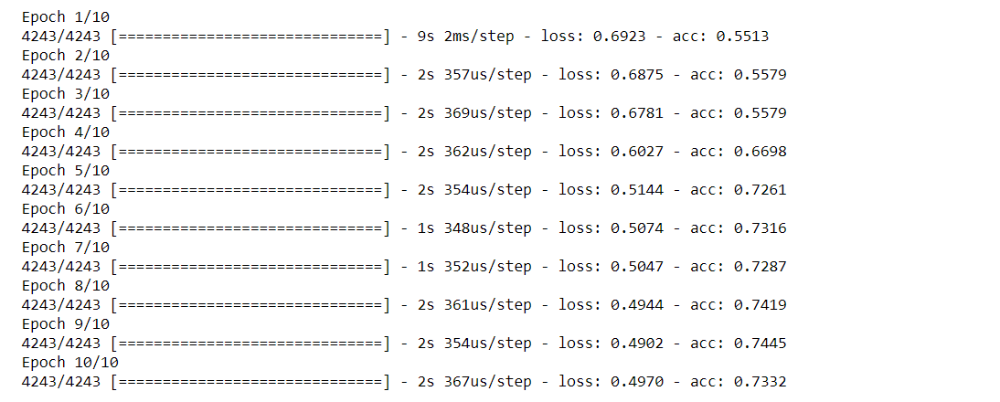 Epoch 1/10
4243/4243 [==============================] - 9s 2ms/step - loss: 0.6923 - acc: 0.5513
Epoch 2/10
4243/4243 [==============================] - 2s 357us/step - loss: 0.6875 - acc: 0.5579
Epoch 3/10
4243/4243 [==============================] - 2s 369us/step - loss: 0.6781 - acc: 0.5579
Epoch 4/10
4243/4243 [==============================] - 2s 362us/step - loss: 0.6027 - acc: 0.6698
Epoch 5/10
4243/4243 [==============================] - 2s 354us/step - loss: 0.5144 - acc: 0.7261
Epoch 6/10
4243/4243 [==============================] - 1s 348us/step - loss: 0.5074 - acc: 0.7316
Epoch 7/10
4243/4243 [==============================] - 1s 352us/step - loss: 0.5047 - acc: 0.7287
Epoch 8/10
4243/4243 [==============================] - 2s 361us/step - loss: 0.4944 - acc: 0.7419
Epoch 9/10
4243/4243 [==============================] - 2s 354us/step - loss: 0.4902 - acc: 0.7445
Epoch 10/10
4243/4243 [==============================] - 2s 367us/step - loss: 0.4970 - acc: 0.7332